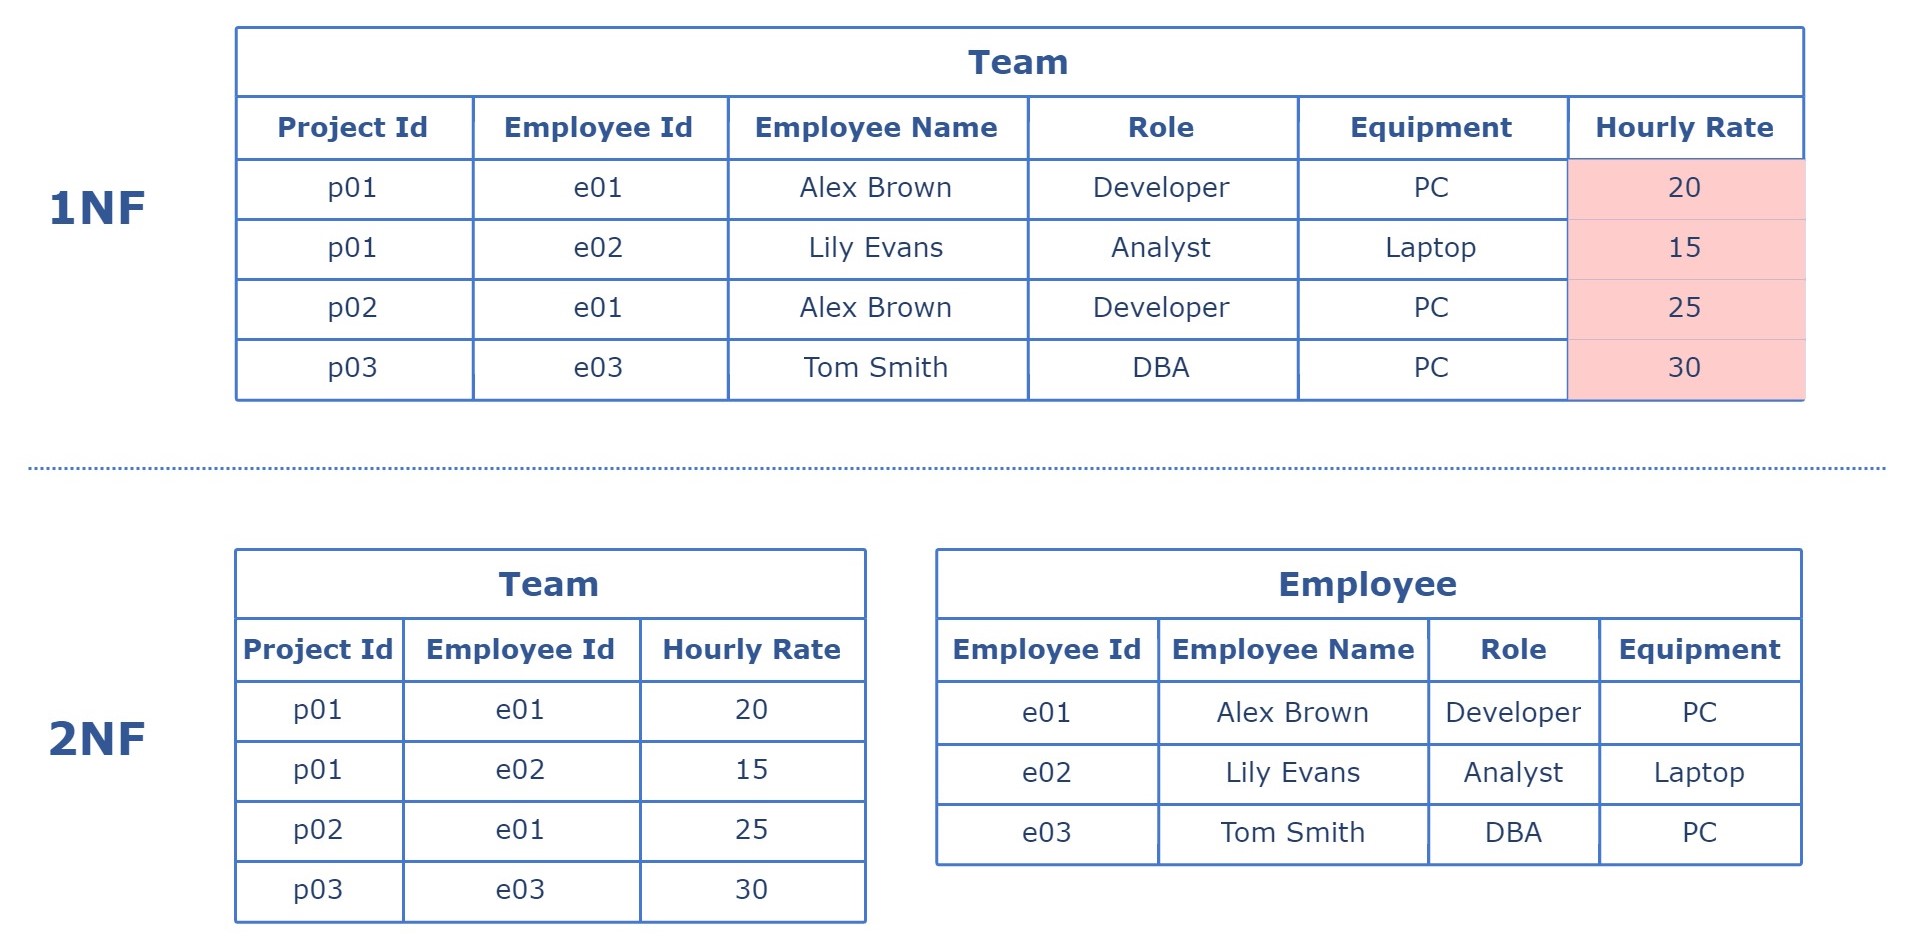 Team
Project Id Employee Id Employee Name Role Equipment Hourly Rate
p01 e01 Alex Brown Developer PC 20
1NF
p01 e02 Lily Evans Analyst Laptop 15
p02 e01 Alex Brown Developer PC 25
p03 e03 Tom Smith DBA PC 30
2NF
Team
Project Id Employee Id Hourly Rate
p01 e01 20
p01 e02 15
p02 e01 25
p03 e03 30
Employee
Employee Id Employee Name Role Equipment
e01 Alex Brown Developer PC
e02 Lily Evans Analyst Laptop
e03 Tom Smith DBA PC